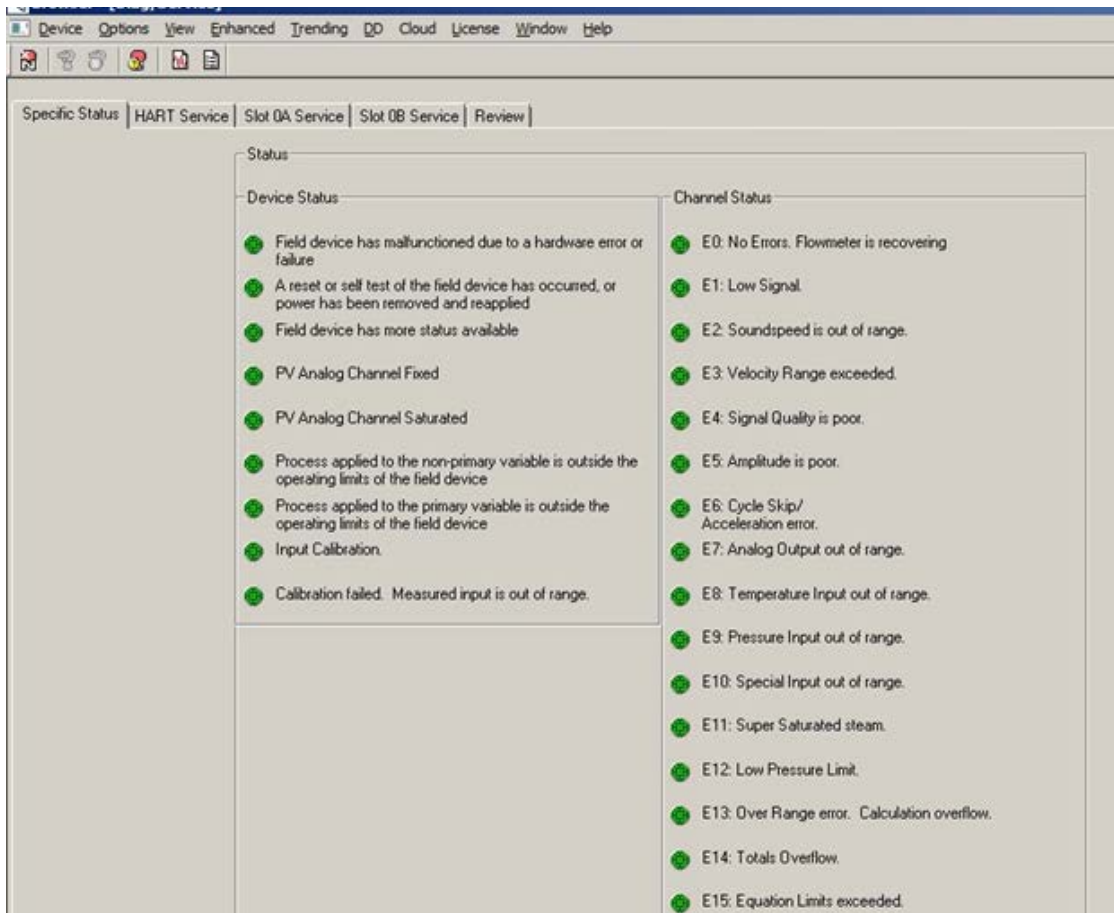 Device Options View Enhanced Trending DD Cloud License Window Help
Specific Status HART Service Slot 0A Service Slot 0B Service Review
Status
Device Status
Field device has malfunctioned due to a hardware error or
failure
A reset or self test of the field device has occurred, or
power has been removed and reapplied
Field device has more status available
PV Analog Channel Fixed
PV Analog Channel Saturated
Process applied to the non-primary variable is outside the
operating limits of the field device
Process applied to the primary variable is outside the
operating limits of the field device
Input Calibration.
Calibration failed. Measured input is out of range.
Channel Status
E0: No Errors. Flowmeter is recovering
E1: Low Signal.
E2: Soundspeed is out of range.
E3: Velocity Range exceeded.
E4: Signal Quality is poor.
E5: Amplitude is poor.
E6: Cycle Skip/
Acceleration error.
E7: Analog Output out of range.
E8: Temperature Input out of range.
E9: Pressure Input out of range.
E10: Special Input out of range.
E11: Super Saturated steam.
E12: Low Pressure Limit.
E13: Over Range error. Calculation overflow.
E14: Totals Overflow.
E15: Equation Limits exceeded.